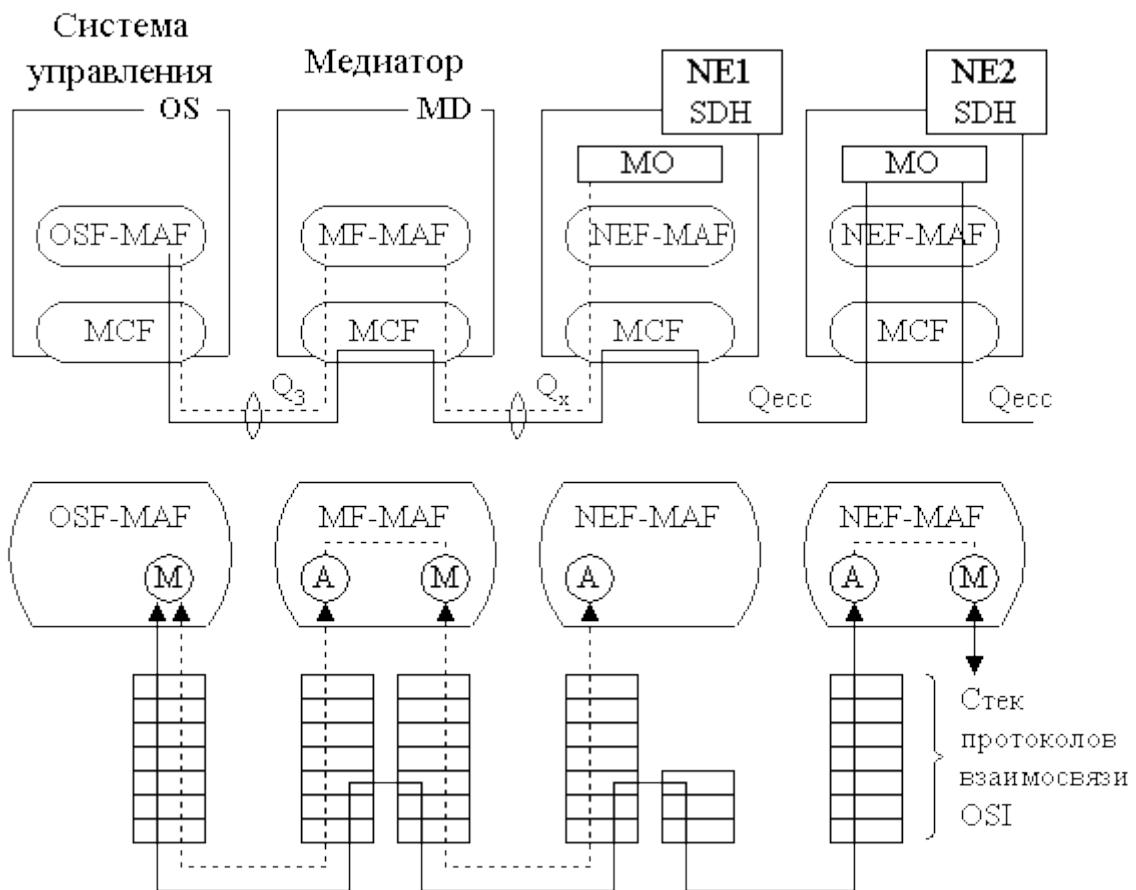 Система
управления
OS
Медиатор
MD
NE1
SDH
NE2
SDH
MO
MO
OSF-MAF
MF-MAF
NEF-MAF
NEF-MAF
MCF
MCF
MCF
MCF
Q3
Qx
Qecc
Qecc
OSF-MAF
MF-MAF
NEF-MAF
NEF-MAF
M
A
M
A
A
M
Стек
протоколов
взаимосвязи
OSI